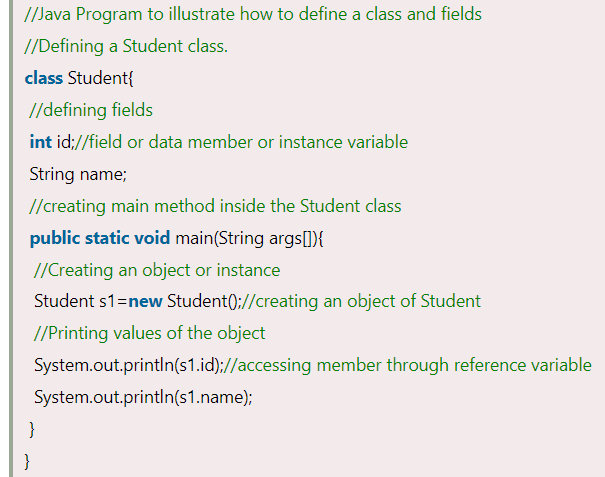 //Java Program to illustrate how to define a class and fields
//Defining a Student class.
class Student{
//defining fields
int id;//field or data member or instance variable
String name;
//creating main method inside the Student class
public static void main(String args[]){
//Creating an object or instance
Student s1=new Student();//creating an object of Student
//Printing values of the object
System.out.println(s1.id);//accessing member through reference variable
System.out.println(s1.name);
}
}